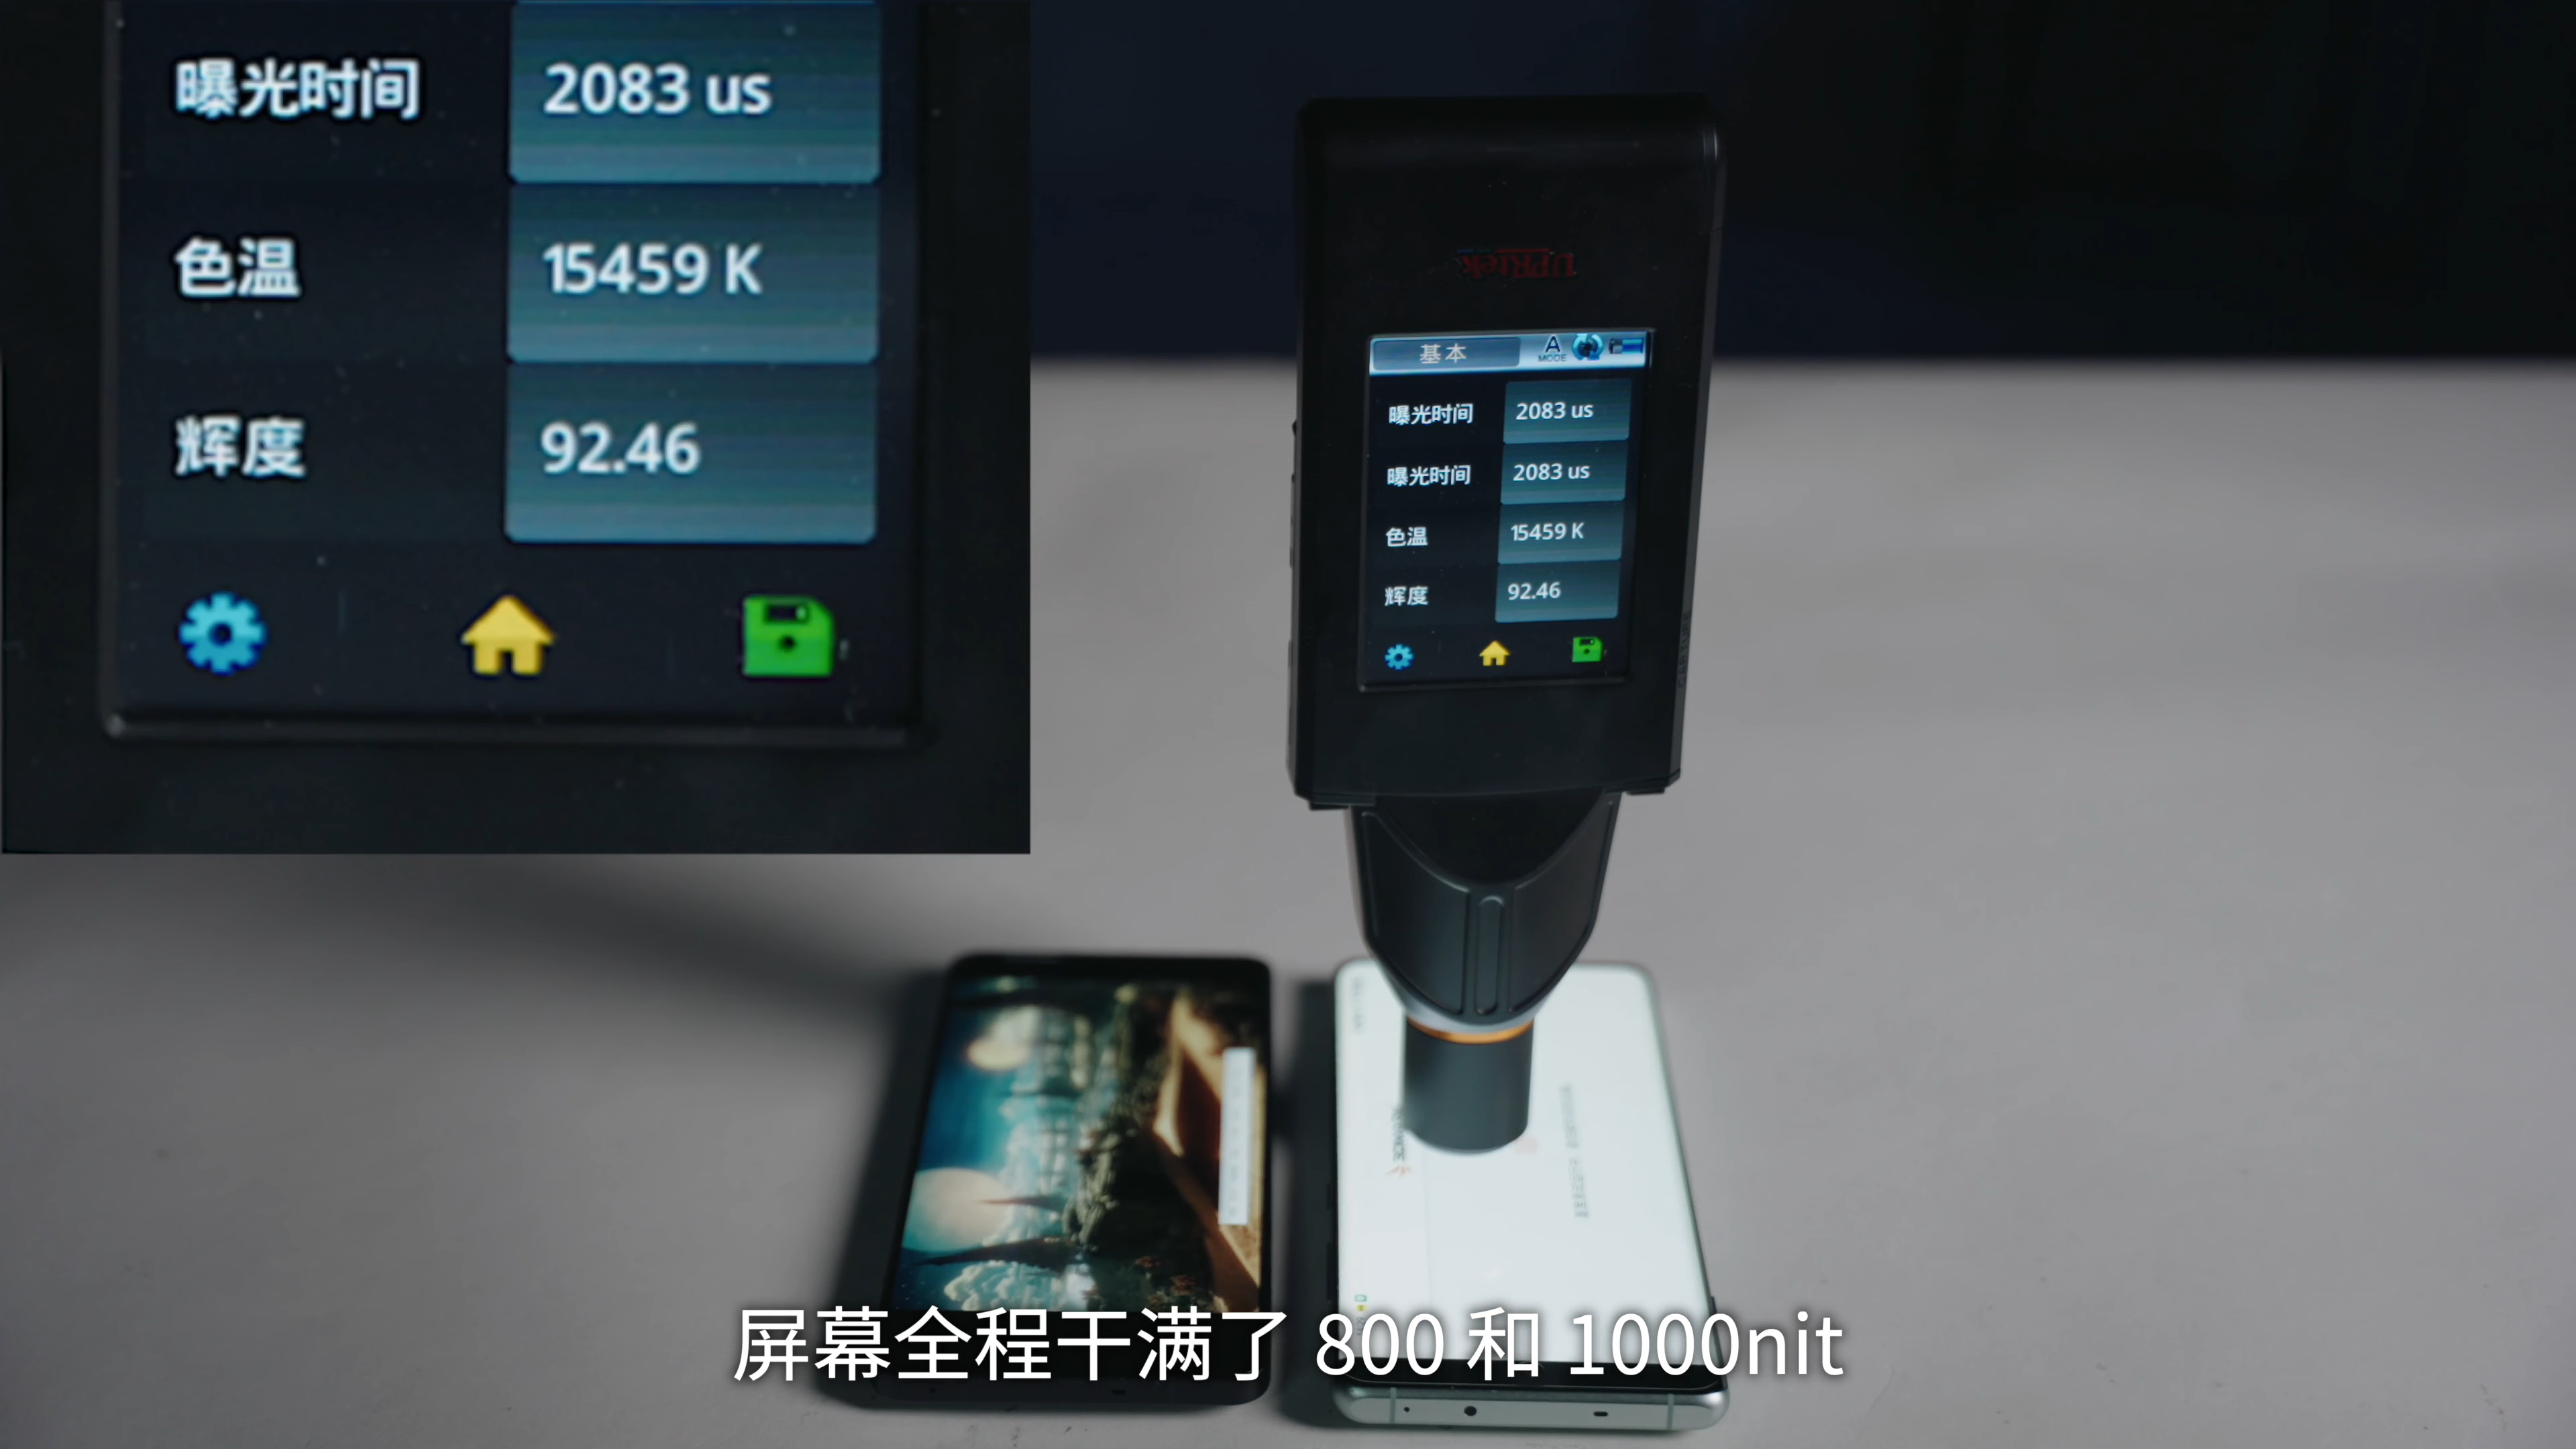 曝光时间 2083 us
色温 15459 K
辉度 92.46
UPRtek
基本 A MODE
曝光时间 2083 us
曝光时间 2083 us
色温 15459 K
辉度 92.46
屏幕全程干满了 800 和 1000nit